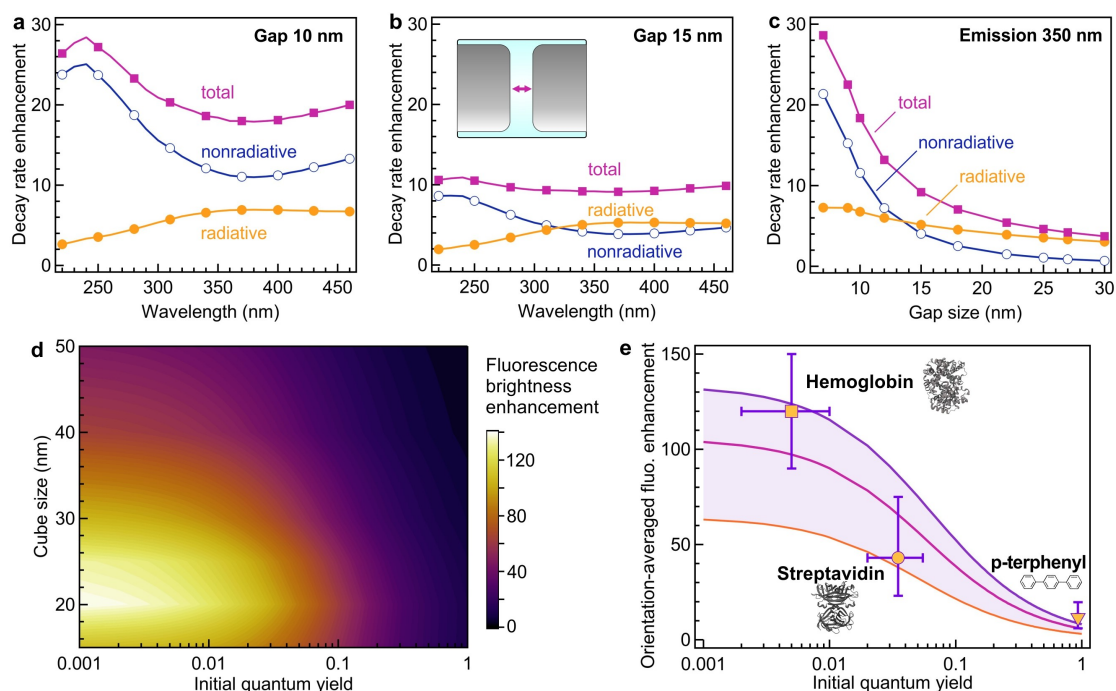 a
Gap 10 nm
30
20
10
0
Decay rate enhancement
total
nonradiative
radiative
250
300
350
400
450
Wavelength (nm)
b
Gap 15 nm
30
20
10
0
Decay rate enhancement
total
radiative
nonradiative
250
300
350
400
450
Wavelength (nm)
c
Emission 350 nm
30
20
10
0
Decay rate enhancement
total
nonradiative
radiative
10
15
20
25
30
Gap size (nm)
d
50
40
30
20
Cube size (nm)
0.001
0.01
0.1
1
Initial quantum yield
Fluorescence
brightness
enhancement
120
80
40
0
e
150
100
50
0
Orientation-averaged fluo. enhancement
Hemoglobin
Streptavidin
p-terphenyl
0.001
0.01
0.1
1
Initial quantum yield